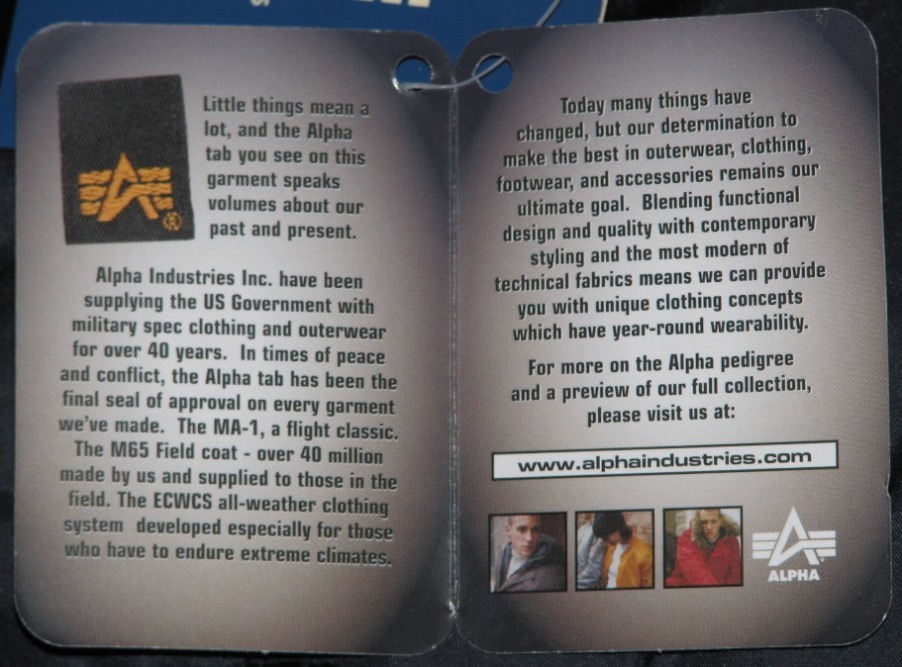 Little things mean a
lot, and the Alpha
tab you see on this
garment speaks
volumes about our
past and present.
Alpha Industries Inc. have been
supplying the US Government with
military spec clothing and outerwear
for over 40 years. In times of peace
and conflict, the Alpha tab has been the
final seal of approval on every garment
we've made. The MA-1, a flight classic.
The M65 Field coat - over 40 million
made by us and supplied to those in the
field. The ECWCS all-weather clothing
system developed especially for those
who have to endure extreme climates.
®
Today many things have
changed, but our determination to
make the best in outerwear, clothing,
footwear, and accessories remains our
ultimate goal. Blending functional
design and quality with contemporary
styling and the most modern of
technical fabrics means we can provide
you with unique clothing concepts
which have year-round wearability.
For more on the Alpha pedigree
and a preview of our full collection,
please visit us at:
www.alphaindustries.com
ALPHA